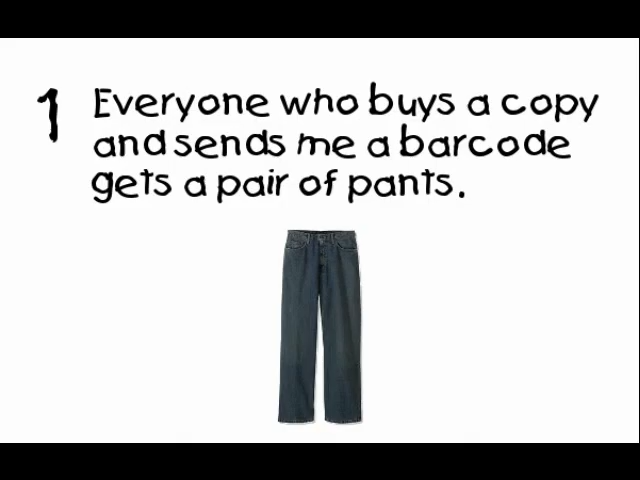 1 Everyone who buys a copy
and sends me a barcode
gets a pair of pants.